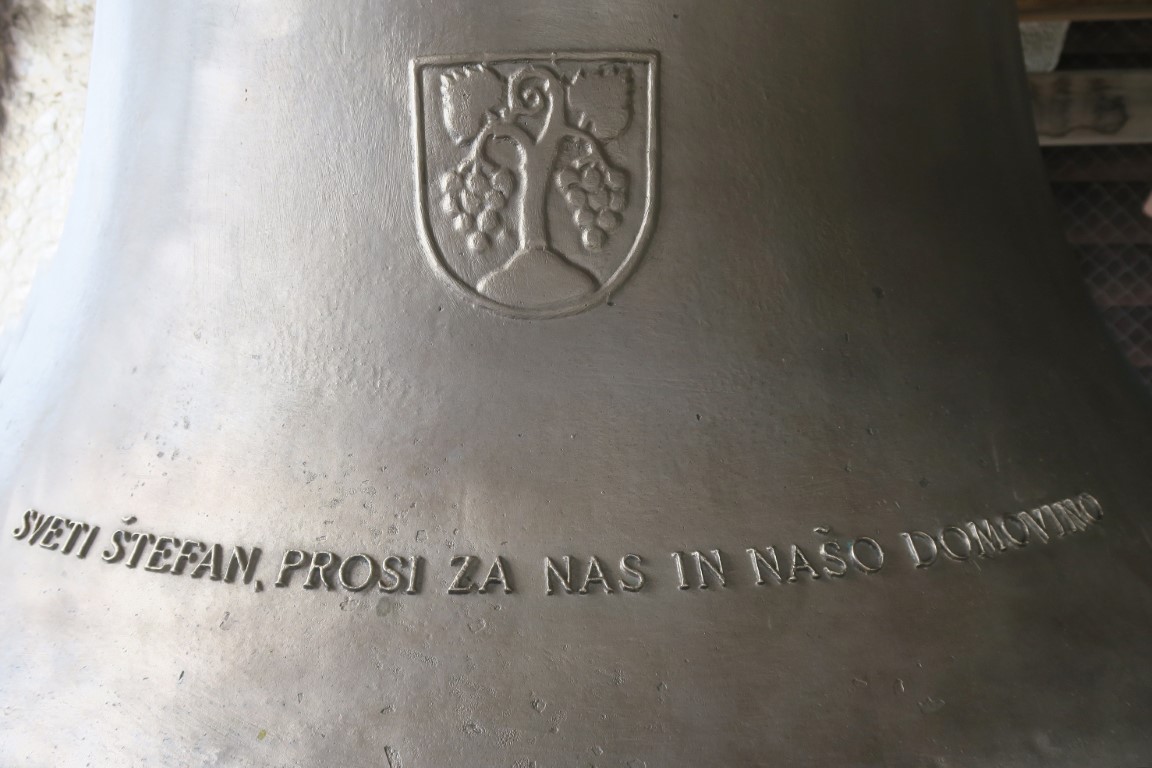 SVETI ŠTEFAN, PROSI ZA NAS IN NAŠO DOMOVINO